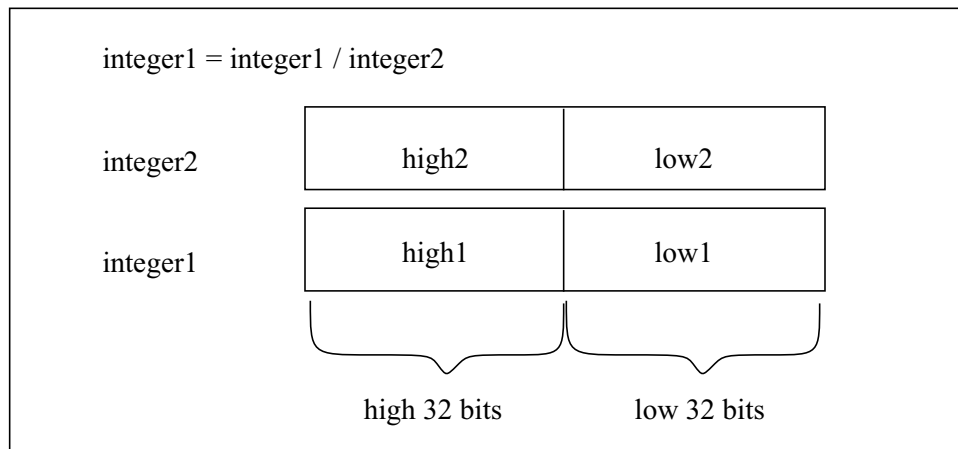 integer1 = integer1 / integer2
integer2 high2 low2
integer1 high1 low1
high 32 bits low 32 bits